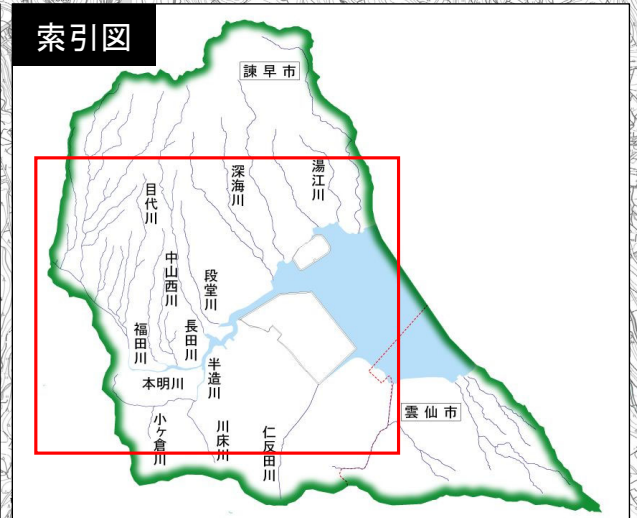 索引図
諫早市
湯江川
深海川
目代川
中山西川
段堂川
長田川
福田川
半造川
本明川
雲仙市
小ヶ倉川
川床川
仁反田川